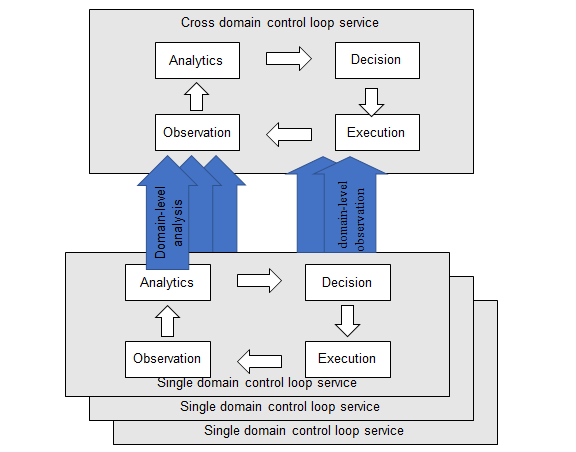 Cross domain control loop service
Analytics
Decision
Observation
Execution
Domain-level
analysis
domain-level
observation
Analytics
Decision
Observation
Execution
Single domain control loop service
Single domain control loop service
Single domain control loop service